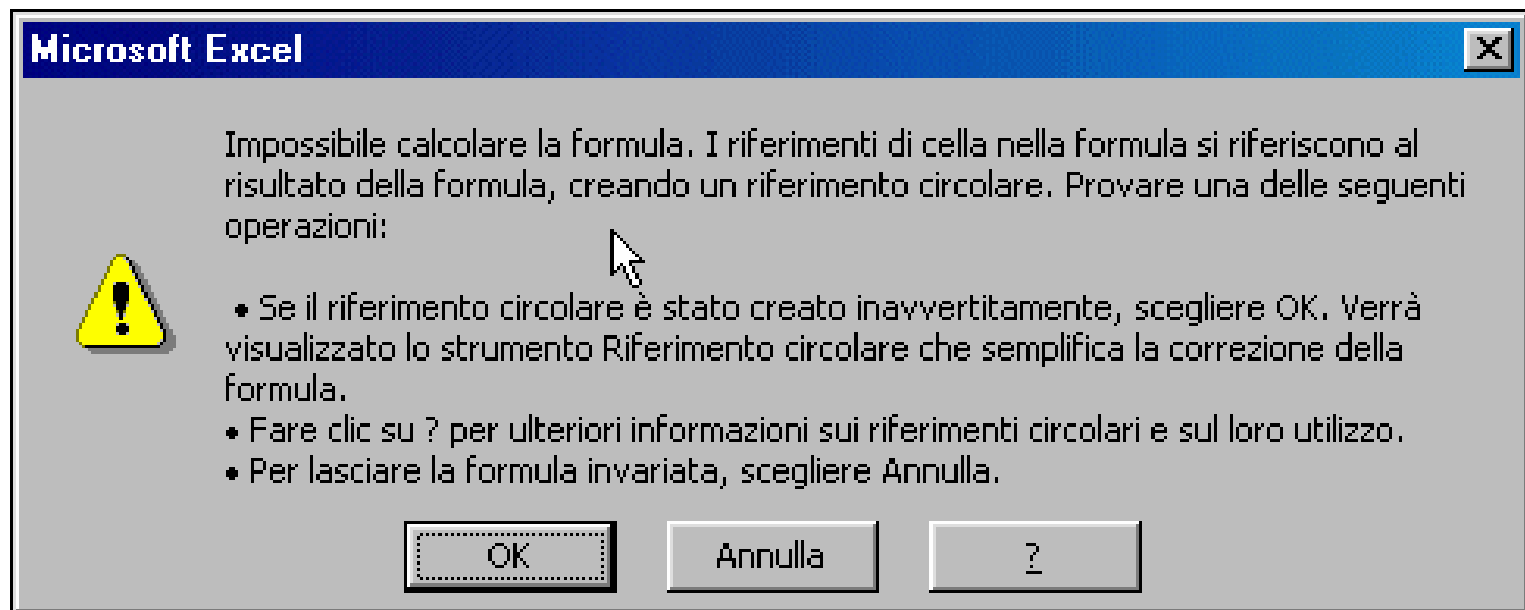 Microsoft Excel
Impossibile calcolare la formula. I riferimenti di cella nella formula si riferiscono al
risultato della formula, creando un riferimento circolare. Provare una delle seguenti
operazioni:
• Se il riferimento circolare è stato creato inavvertitamente, scegliere OK. Verrà
visualizzato lo strumento Riferimento circolare che semplifica la correzione della
formula.
• Fare clic su ? per ulteriori informazioni sui riferimenti circolari e sul loro utilizzo.
• Per lasciare la formula invariata, scegliere Annulla.
OK Annulla ?